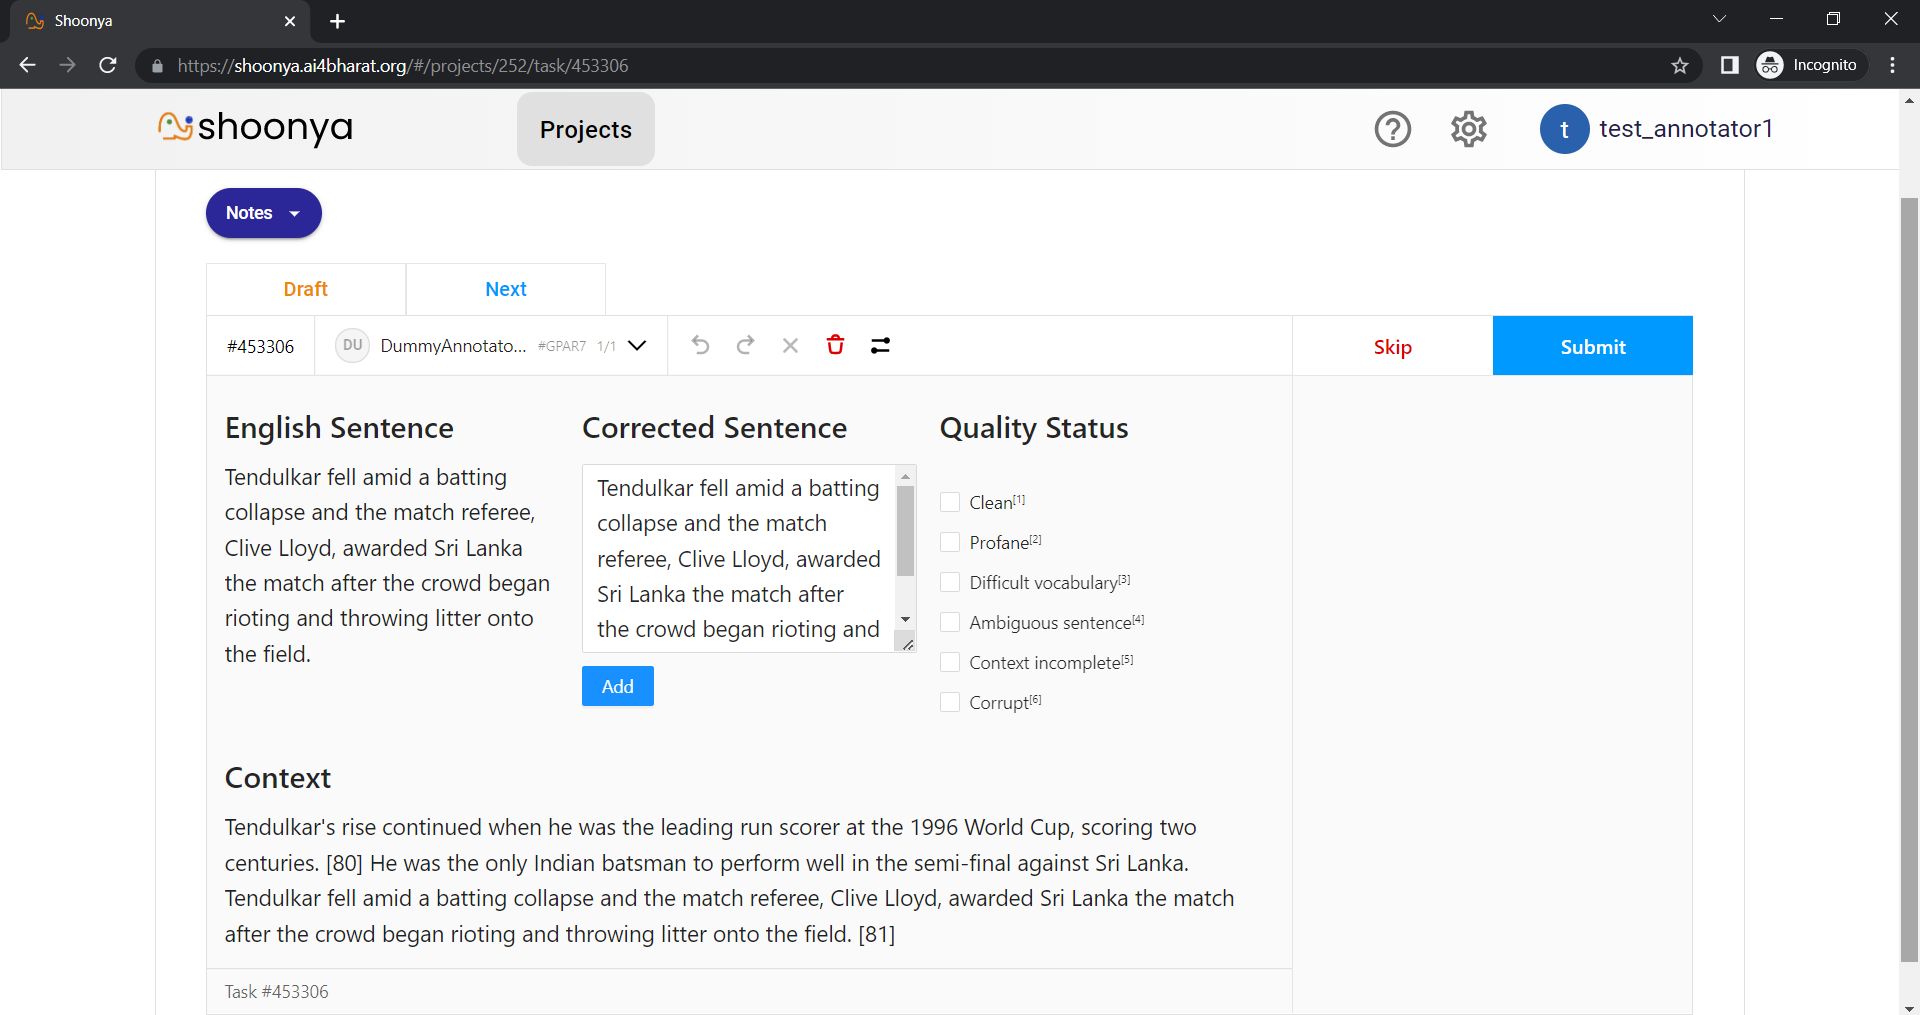 Shoonya
https://shoonya.ai4bharat.org/#/projects/252/task/453306
Incognito
shoonya
Projects
t test_annotator1
Notes
Draft Next
#453306 DU DummyAnnotato... #GPAR7 1/1 Skip Submit
English Sentence
Tendulkar fell amid a batting
collapse and the match referee,
Clive Lloyd, awarded Sri Lanka
the match after the crowd began
rioting and throwing litter onto
the field.
Corrected Sentence
Tendulkar fell amid a batting
collapse and the match
referee, Clive Lloyd, awarded
Sri Lanka the match after
the crowd began rioting and
Add
Quality Status
Clean[1]
Profane[2]
Difficult vocabulary[3]
Ambiguous sentence[4]
Context incomplete[5]
Corrupt[6]
Context
Tendulkar's rise continued when he was the leading run scorer at the 1996 World Cup, scoring two
centuries. [80] He was the only Indian batsman to perform well in the semi-final against Sri Lanka.
Tendulkar fell amid a batting collapse and the match referee, Clive Lloyd, awarded Sri Lanka the match
after the crowd began rioting and throwing litter onto the field. [81]
Task #453306